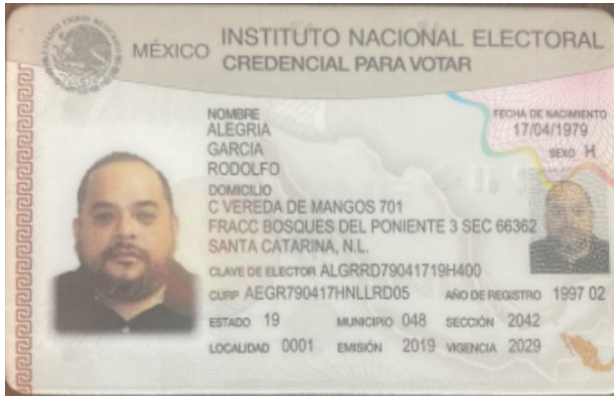 MÉXICO INSTITUTO NACIONAL ELECTORAL
CREDENCIAL PARA VOTAR
NOMBRE
ALEGRIA
GARCIA
RODOLFO
FECHA DE NACIMIENTO
17/04/1979
SEXO H
DOMICILIO
C VEREDA DE MANGOS 701
FRACC BOSQUES DEL PONIENTE 3 SEC 66362
SANTA CATARINA, N.L.
CLAVE DE ELECTOR ALGRRD79041719H400
CURP AEGR790417HNLLRD05 AÑO DE REGISTRO 1997 02
ESTADO 19 MUNICIPIO 048 SECCIÓN 2042
LOCALIDAD 0001 EMISIÓN 2019 VIGENCIA 2029